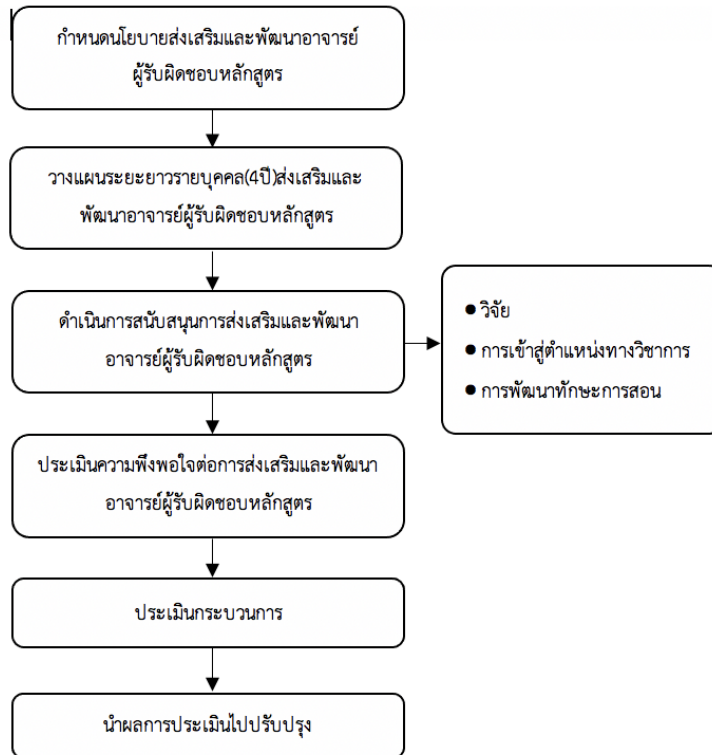 กำหนดนโยบายส่งเสริมและพัฒนาอาจารย์
ผู้รับผิดชอบหลักสูตร
วางแผนระยะยาวรายบุคคล(4ปี)ส่งเสริมและ
พัฒนาอาจารย์ผู้รับผิดชอบหลักสูตร
ดำเนินการสนับสนุนการส่งเสริมและพัฒนา
อาจารย์ผู้รับผิดชอบหลักสูตร
● วิจัย
● การเข้าสู่ตำแหน่งทางวิชาการ
● การพัฒนาทักษะการสอน
ประเมินความพึงพอใจต่อการส่งเสริมและพัฒนา
อาจารย์ผู้รับผิดชอบหลักสูตร
ประเมินกระบวนการ
นำผลการประเมินไปปรับปรุง